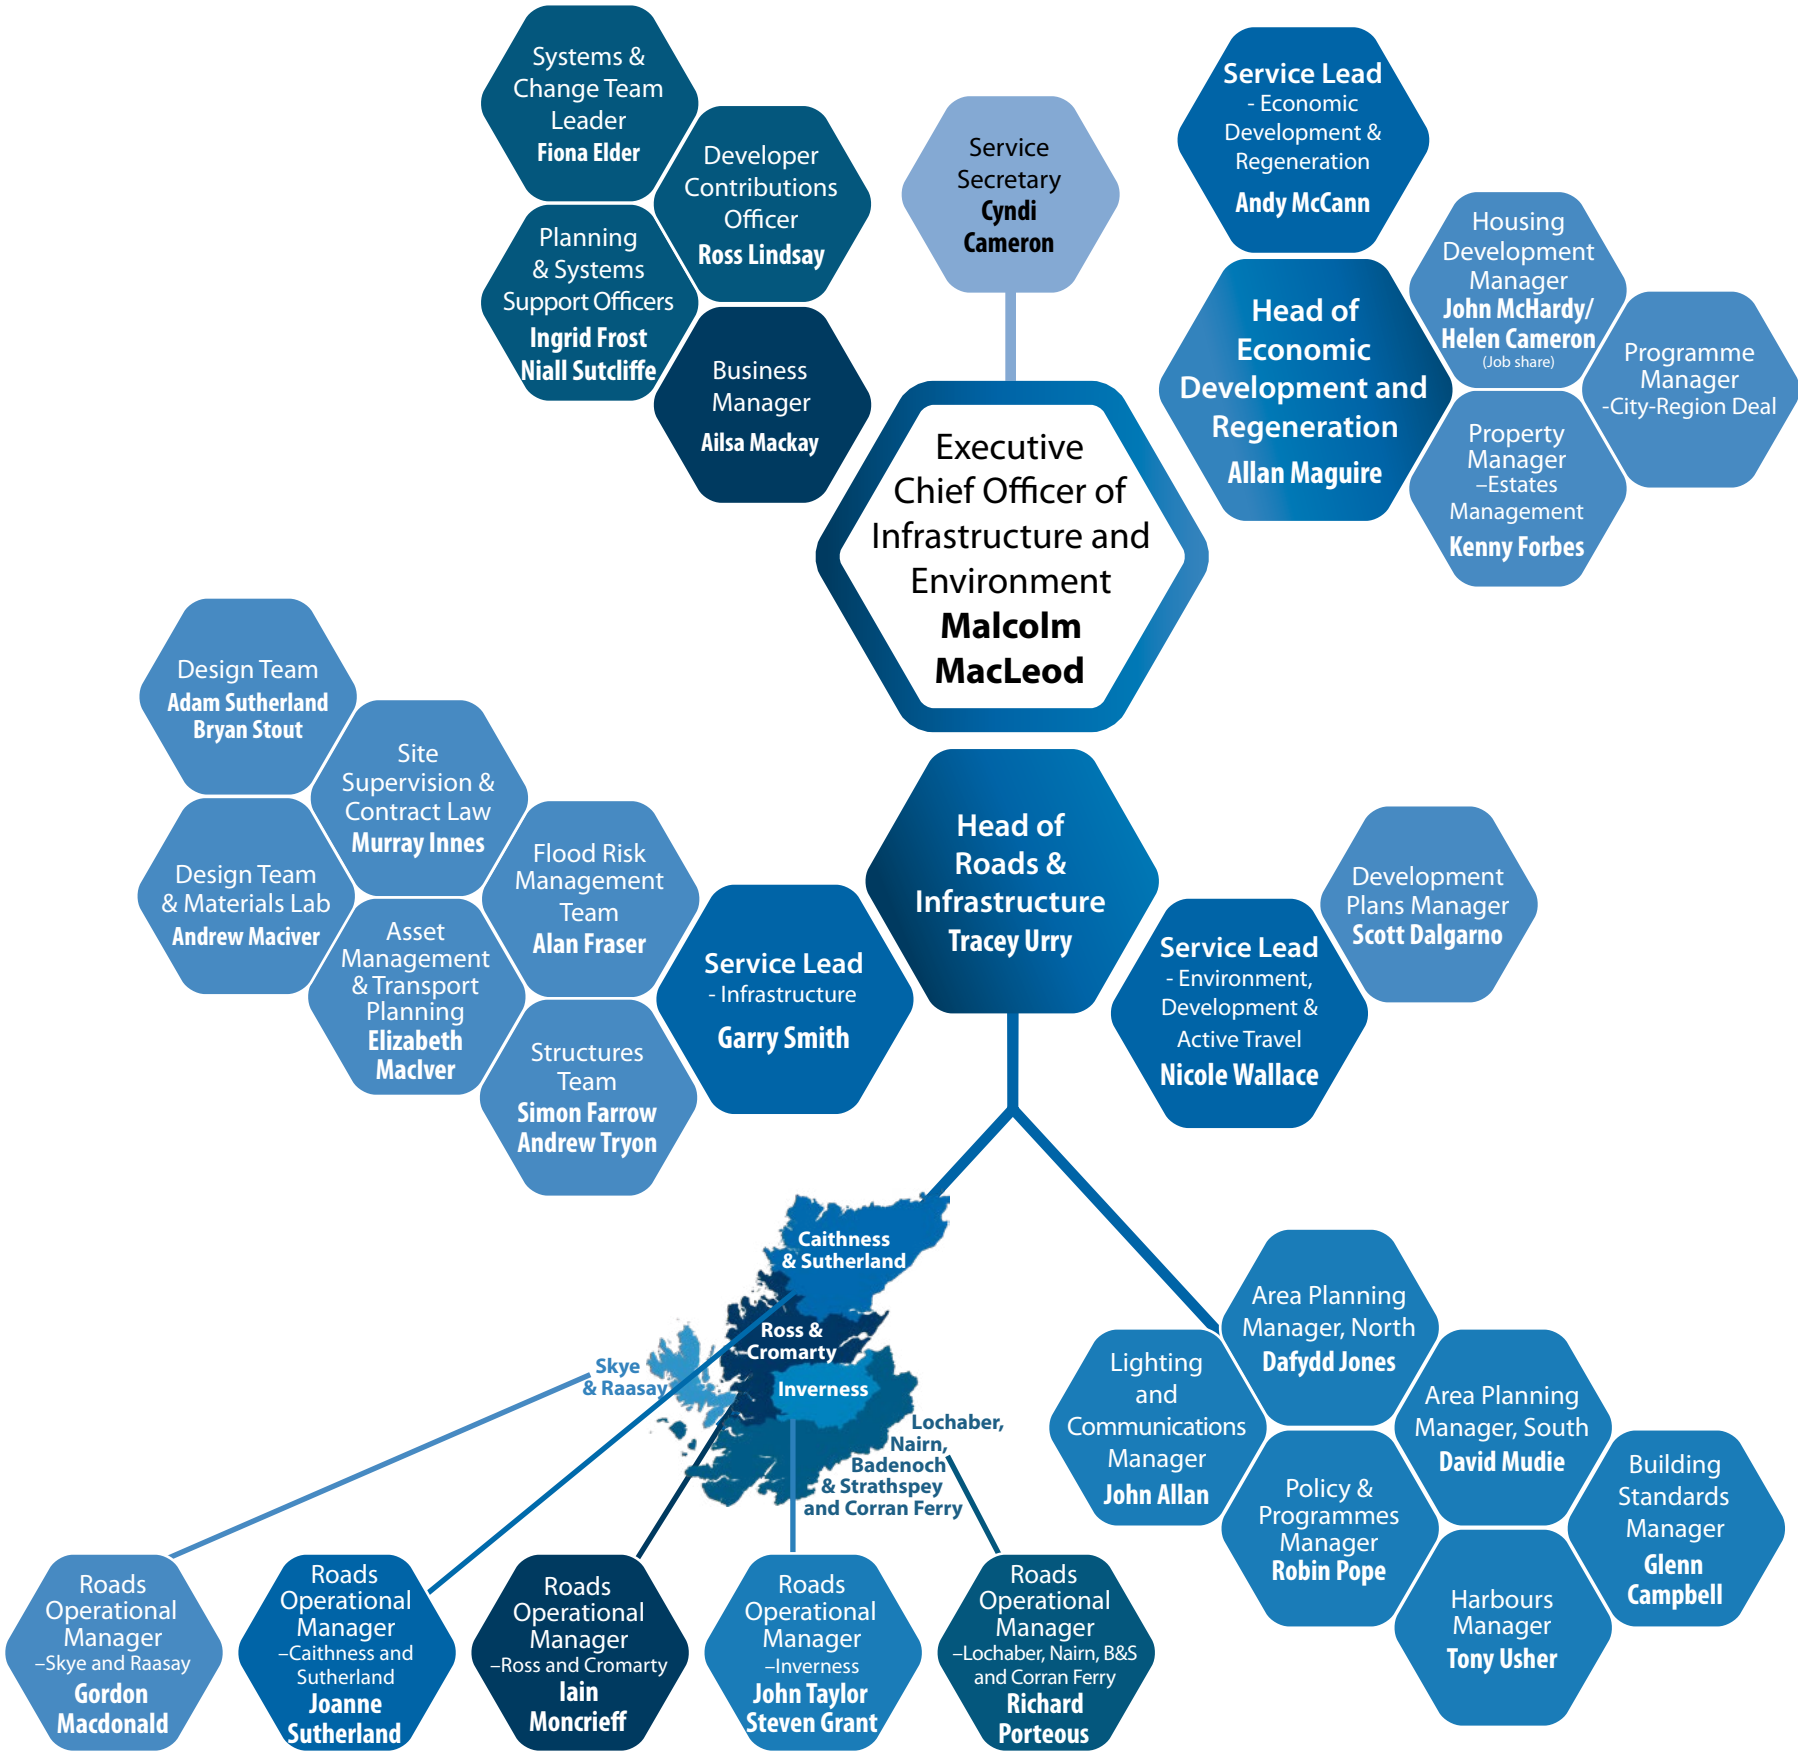 Systems &
Change Team
Leader
Fiona Elder
Developer
Contributions
Officer
Ross Lindsay
Planning
& Systems
Support Officers
Ingrid Frost
Niall Sutcliffe
Business
Manager
Ailsa Mackay
Service
Secretary
Cyndi
Cameron
Service Lead
- Economic
Development &
Regeneration
Andy McCann
Head of
Economic
Development and
Regeneration
Allan Maguire
Housing
Development
Manager
John McHardy/
Helen Cameron
(Job share)
Programme
Manager
-City-Region Deal
Property
Manager
–Estates
Management
Kenny Forbes
Executive
Chief Officer of
Infrastructure and
Environment
Malcolm
MacLeod
Design Team
Adam Sutherland
Bryan Stout
Site
Supervision &
Contract Law
Murray Innes
Design Team
& Materials Lab
Andrew Maciver
Flood Risk
Management
Team
Alan Fraser
Asset
Management
& Transport
Planning
Elizabeth
MacIver
Structures
Team
Simon Farrow
Andrew Tryon
Service Lead
- Infrastructure
Garry Smith
Head of
Roads &
Infrastructure
Tracey Urry
Service Lead
- Environment,
Development &
Active Travel
Nicole Wallace
Development
Plans Manager
Scott Dalgarno
Caithness
& Sutherland
Ross &
Cromarty
Skye
& Raasay
Inverness
Lochaber,
Nairn,
Badenoch
& Strathspey
and Corran Ferry
Area Planning
Manager, North
Dafydd Jones
Lighting
and
Communications
Manager
John Allan
Area Planning
Manager, South
David Mudie
Policy &
Programmes
Manager
Robin Pope
Building
Standards
Manager
Glenn
Campbell
Harbours
Manager
Tony Usher
Roads
Operational
Manager
–Skye and Raasay
Gordon
Macdonald
Roads
Operational
Manager
–Caithness and
Sutherland
Joanne
Sutherland
Roads
Operational
Manager
–Ross and Cromarty
Iain
Moncrieff
Roads
Operational
Manager
–Inverness
John Taylor
Steven Grant
Roads
Operational
Manager
–Lochaber, Nairn, B&S
and Corran Ferry
Richard
Porteous